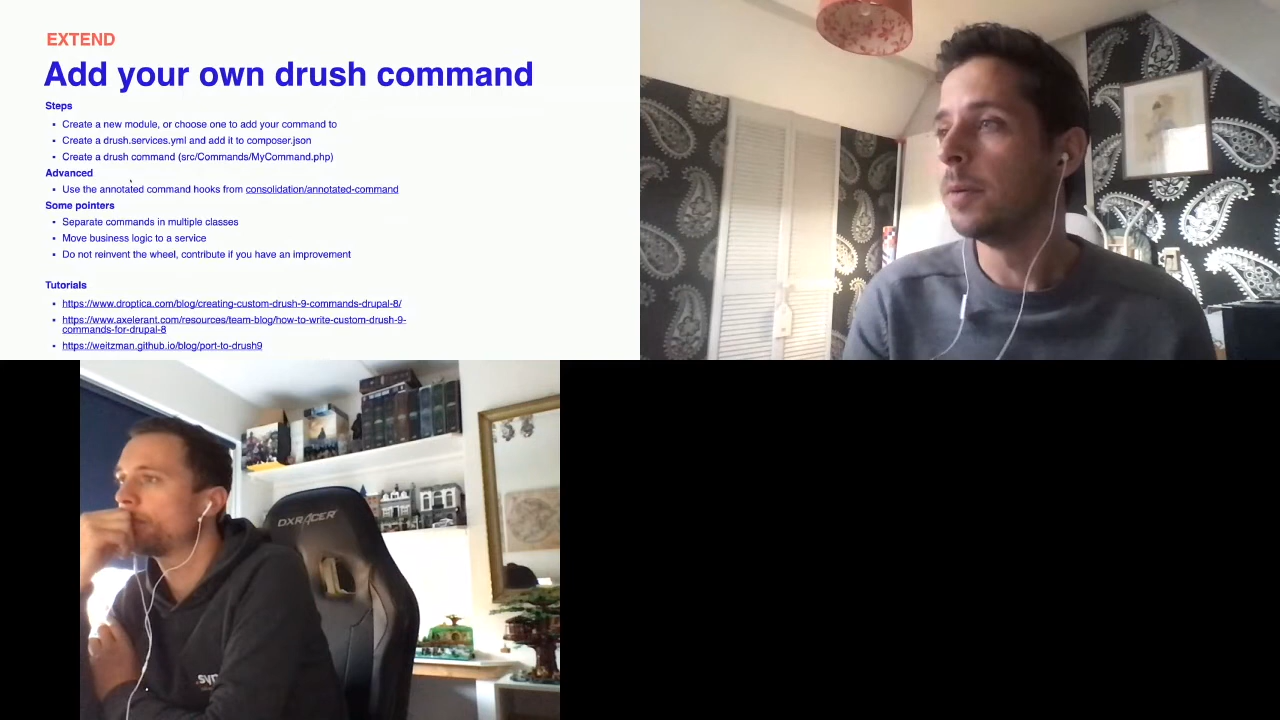 EXTEND
Add your own drush command
Steps
Create a new module, or choose one to add your command to
Create a drush.services.yml and add it to composer.json
Create a drush command (src/Commands/MyCommand.php)
Advanced
Use the annotated command hooks from consolidation/annotated-command
Some pointers
Separate commands in multiple classes
Move business logic to a service
Do not reinvent the wheel, contribute if you have an improvement
Tutorials
https://www.droptica.com/blog/creating-custom-drush-9-commands-drupal-8/
https://www.axelerant.com/resources/team-blog/how-to-write-custom-drush-9-
commands-for-drupal-8
https://weitzman.github.io/blog/port-to-drush9
DXRACER